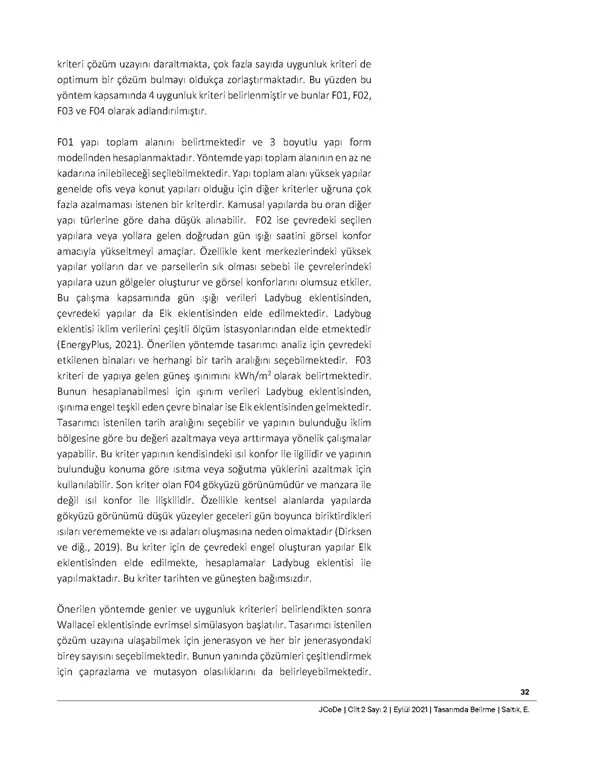 kriteri çözüm uzayını daraltmakta, çok fazla sayıda uygunluk kriteri de
optimum bir çözüm bulmayı oldukça zorlaştırmaktadır. Bu yüzden bu
yöntem kapsamında 4 uygunluk kriteri belirlenmiştir ve bunlar F01, F02,
F03 ve F04 olarak adlandırılmıştır.
F01 yapı toplam alanını belirtmektedir ve 3 boyutlu yapı form
modelinden hesaplanmaktadır. Yöntemde yapı toplam alanının en az ne
kadarına inilebileceği seçilebilmektedir. Yapı toplam alanı yüksek yapılar
genelde ofis veya konut yapıları olduğu için diğer kriterler uğruna çok
fazla azalmaması istenen bir kriterdir. Kamusal yapılarda bu oran diğer
yapı türlerine göre daha düşük alınabilir. F02 ise çevredeki seçilen
yapılara veya yollara gelen doğrudan gün ışığı saatini görsel konfor
amacıyla yükseltmeyi amaçlar. Özellikle kent merkezlerindeki yüksek
yapılar yolların dar ve parsellerin sık olması sebebi ile çevrelerindeki
yapılara uzun gölgeler oluşturur ve görsel konforlarını olumsuz etkiler.
Bu çalışma kapsamında gün ışığı verileri Ladybug eklentisinden,
çevredeki yapılar da Elk eklentisinden elde edilmektedir. Ladybug
eklentisi iklim verilerini çeşitli ölçüm istasyonlarından elde etmektedir
(EnergyPlus, 2021). Önerilen yöntemde tasarımcı analiz için çevredeki
etkilenen binaları ve herhangi bir tarih aralığını seçebilmektedir. F03
kriteri de yapıya gelen güneş ışınımını kWh/m² olarak belirtmektedir.
Bunun hesaplanabilmesi için ışınım verileri Ladybug eklentisinden,
ışınıma engel teşkil eden çevre binalar ise Elk eklentisinden gelmektedir.
Tasarımcı istenilen tarih aralığını seçebilir ve yapının bulunduğu iklim
bölgesine göre bu değeri azaltmaya veya arttırmaya yönelik çalışmalar
yapabilir. Bu kriter yapının kendisindeki ısıl konfor ile ilgilidir ve yapının
bulunduğu konuma göre ısıtma veya soğutma yüklerini azaltmak için
kullanılabilir. Son kriter olan F04 gökyüzü görünümüdür ve manzara ile
değil ısıl konfor ile ilişkilidir. Özellikle kentsel alanlarda yapılarda
gökyüzü görünümü düşük yüzeyler geceleri gün boyunca biriktirdikleri
ısıları verememekte ve ısı adaları oluşmasına neden olmaktadır (Dirksen
ve diğ., 2019). Bu kriter için de çevredeki engel oluşturan yapılar Elk
eklentisinden elde edilmekte, hesaplamalar Ladybug eklentisi ile
yapılmaktadır. Bu kriter tarihten ve güneşten bağımsızdır.
Önerilen yöntemde genler ve uygunluk kriterleri belirlendikten sonra
Wallacei eklentisinde evrimsel simülasyon başlatılır. Tasarımcı istenilen
çözüm uzayına ulaşabilmek için jenerasyon ve her bir jenerasyondaki
birey sayısını seçebilmektedir. Bunun yanında çözümleri çeşitlendirmek
için çaprazlama ve mutasyon olasılıklarını da belirleyebilmektedir.
32
JCoDe | Cilt 2 Sayı 2 | Eylül 2021 | Tasarımda Belirme | Saltık, E.